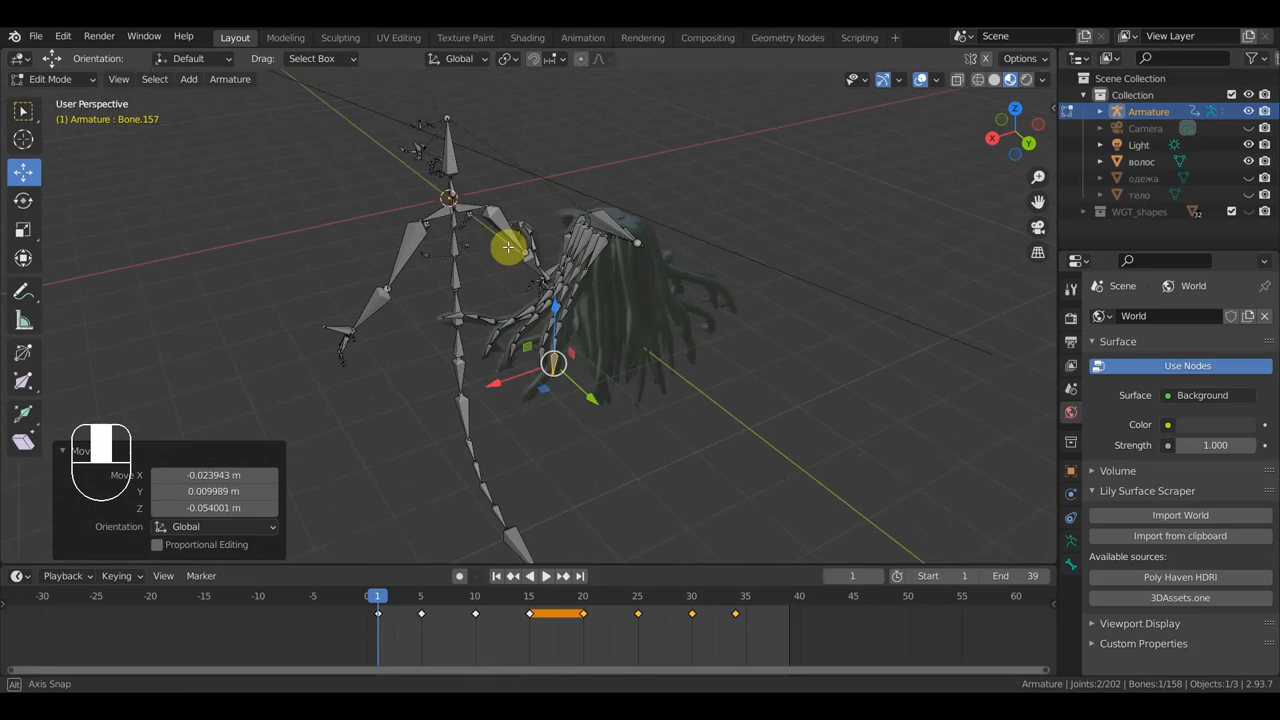 File Edit Render Window Help Layout Modeling Sculpting UV Editing Texture Paint Shading Animation Rendering Compositing Geometry Nodes Scripting + Scene View Layer
Orientation: Default Drag: Select Box Global X Options
Edit Mode View Select Add Armature
User Perspective
(1) Armature : Bone.157
Z
X
Y
Scene Collection
Collection
Armature
Camera
Light
волос
одежа
тело
WGT_shapes
32
Scene World
World
Surface
Use Nodes
Surface Background
Color
Strength 1.000
Volume
Lily Surface Scraper
Import World
Import from clipboard
Available sources:
Poly Haven HDRI
3DAssets.one
Viewport Display
Custom Properties
Mov
Move X -0.023943 m
Y 0.009989 m
Z -0.054001 m
Orientation Global
Proportional Editing
Playback Keying View Marker 1 Start 1 End 39
-30 -25 -20 -15 -10 -5 1 5 10 15 20 25 30 35 40 45 50 55 60
Alt Axis Snap Armature | Joints:2/202 | Bones:1/158 | Objects:1/3 | 2.93.7